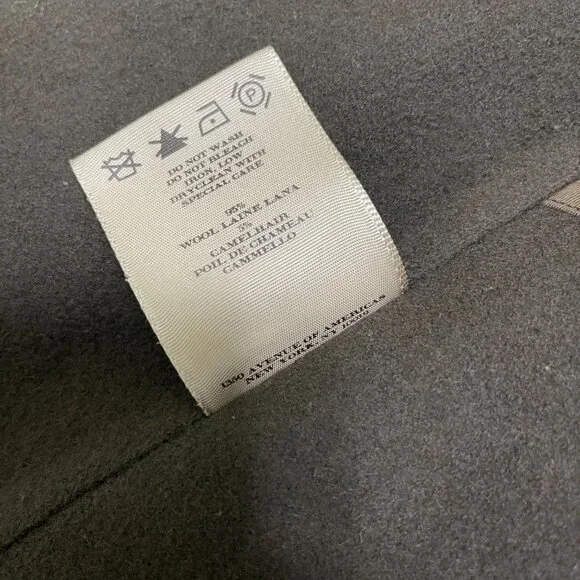 P
DO NOT WASH
DO NOT BLEACH
IRON, LOW
DRYCLEAN WITH
SPECIAL CARE
95%
WOOL LAINE LANA
5%
CAMELHAIR
POIL DE CHAMEAU
CAMMELLO
1350 AVENUE OF AMERICAS
NEW YORK, NY 10019